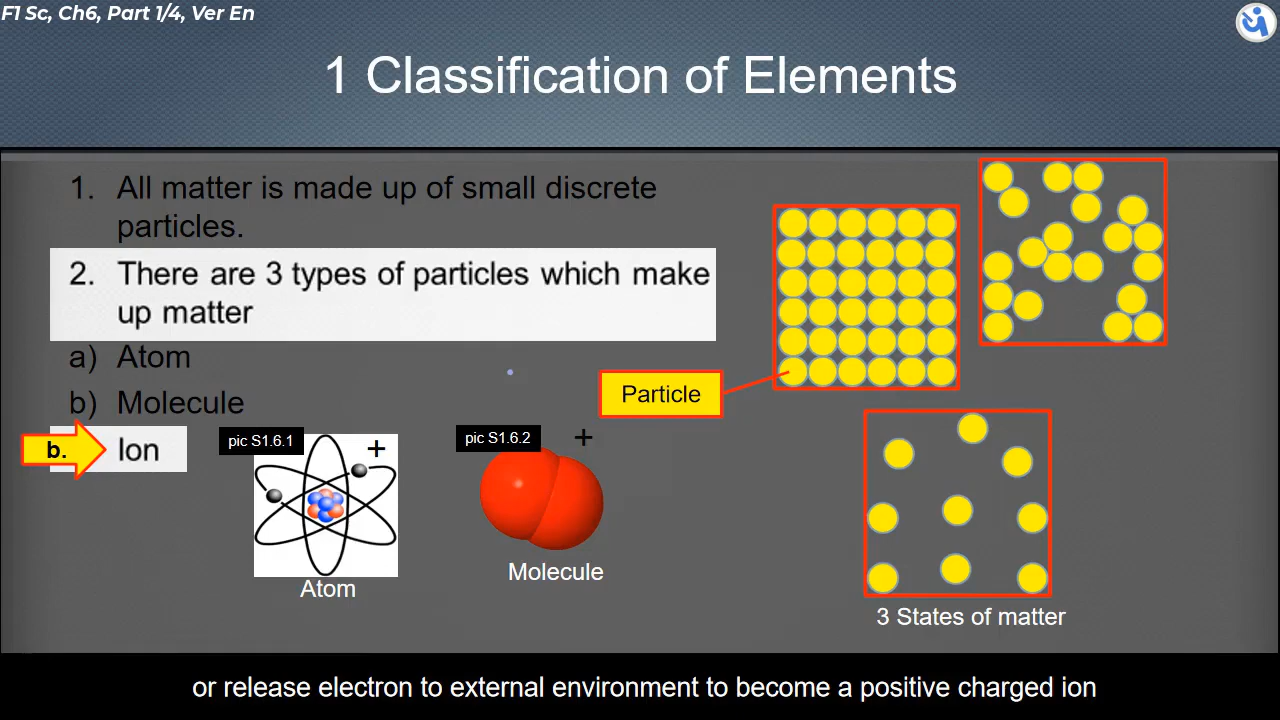 F1 Sc, Ch6, Part 1/4, Ver En
1 Classification of Elements
1. All matter is made up of small discrete
particles.
2. There are 3 types of particles which make
up matter
a) Atom
b) Molecule
b. Ion
pic S1.6.1
+
Atom
pic S1.6.2
+
Molecule
Particle
3 States of matter
or release electron to external environment to become a positive charged ion